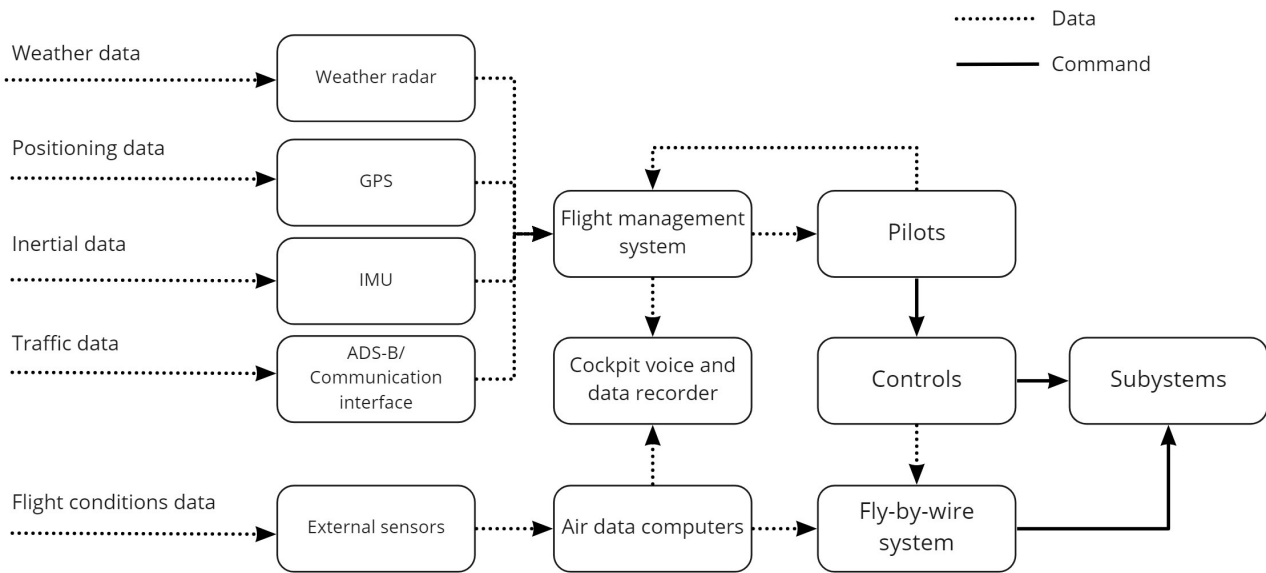 Data
Command
Weather data
Weather radar
Positioning data
GPS
Flight management
system
Pilots
Inertial data
IMU
Traffic data
ADS-B/
Communication
interface
Cockpit voice and
data recorder
Controls
Subystems
Flight conditions data
External sensors
Air data computers
Fly-by-wire
system